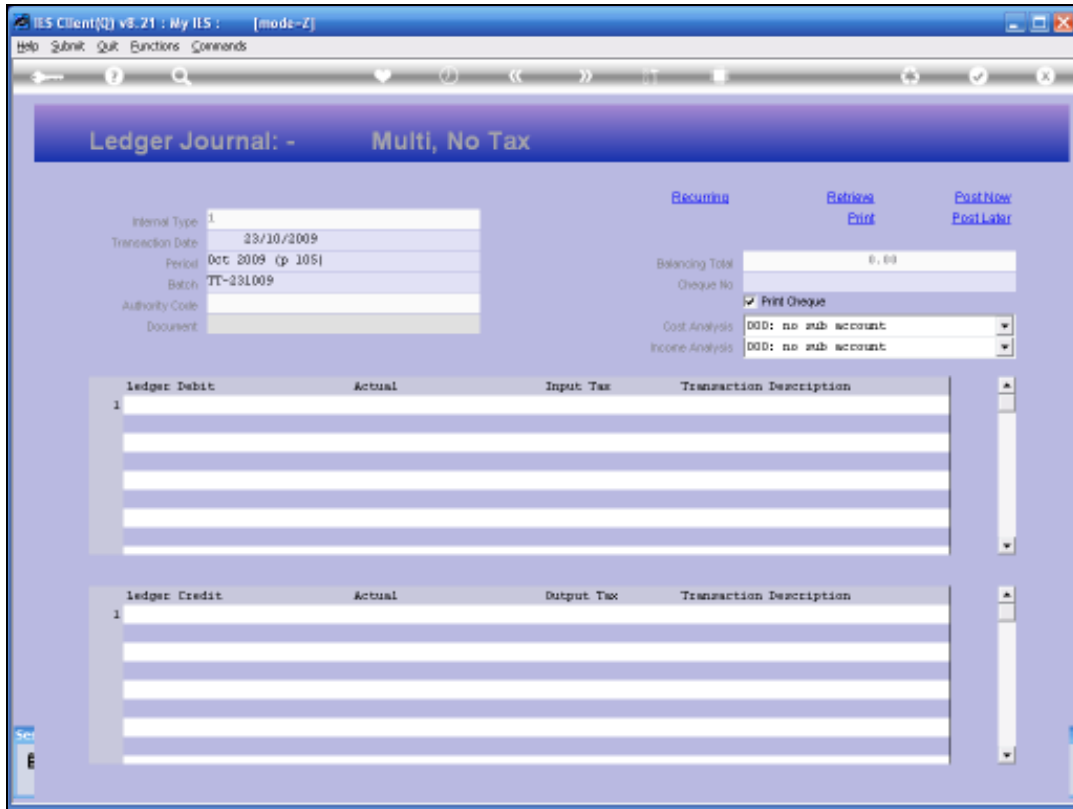 IES Client(Q) v8.21 : My IES : [mode-Z]
Help Submit Quit Functions Commands
Ledger Journal: - Multi, No Tax
Recurring Retrieve Post Now
Print Post Later
Internal Type 1
Transaction Date 23/10/2009
Period Oct 2009 (p 105)
Batch TT-231009
Authority Code
Document
Balancing Total 0.00
Cheque No
Print Cheque
Cost Analysis 000: no sub account
Income Analysis 000: no sub account
Ledger Debit Actual Input Tax Transaction Description
1
Ledger Credit Actual Output Tax Transaction Description
1
Se